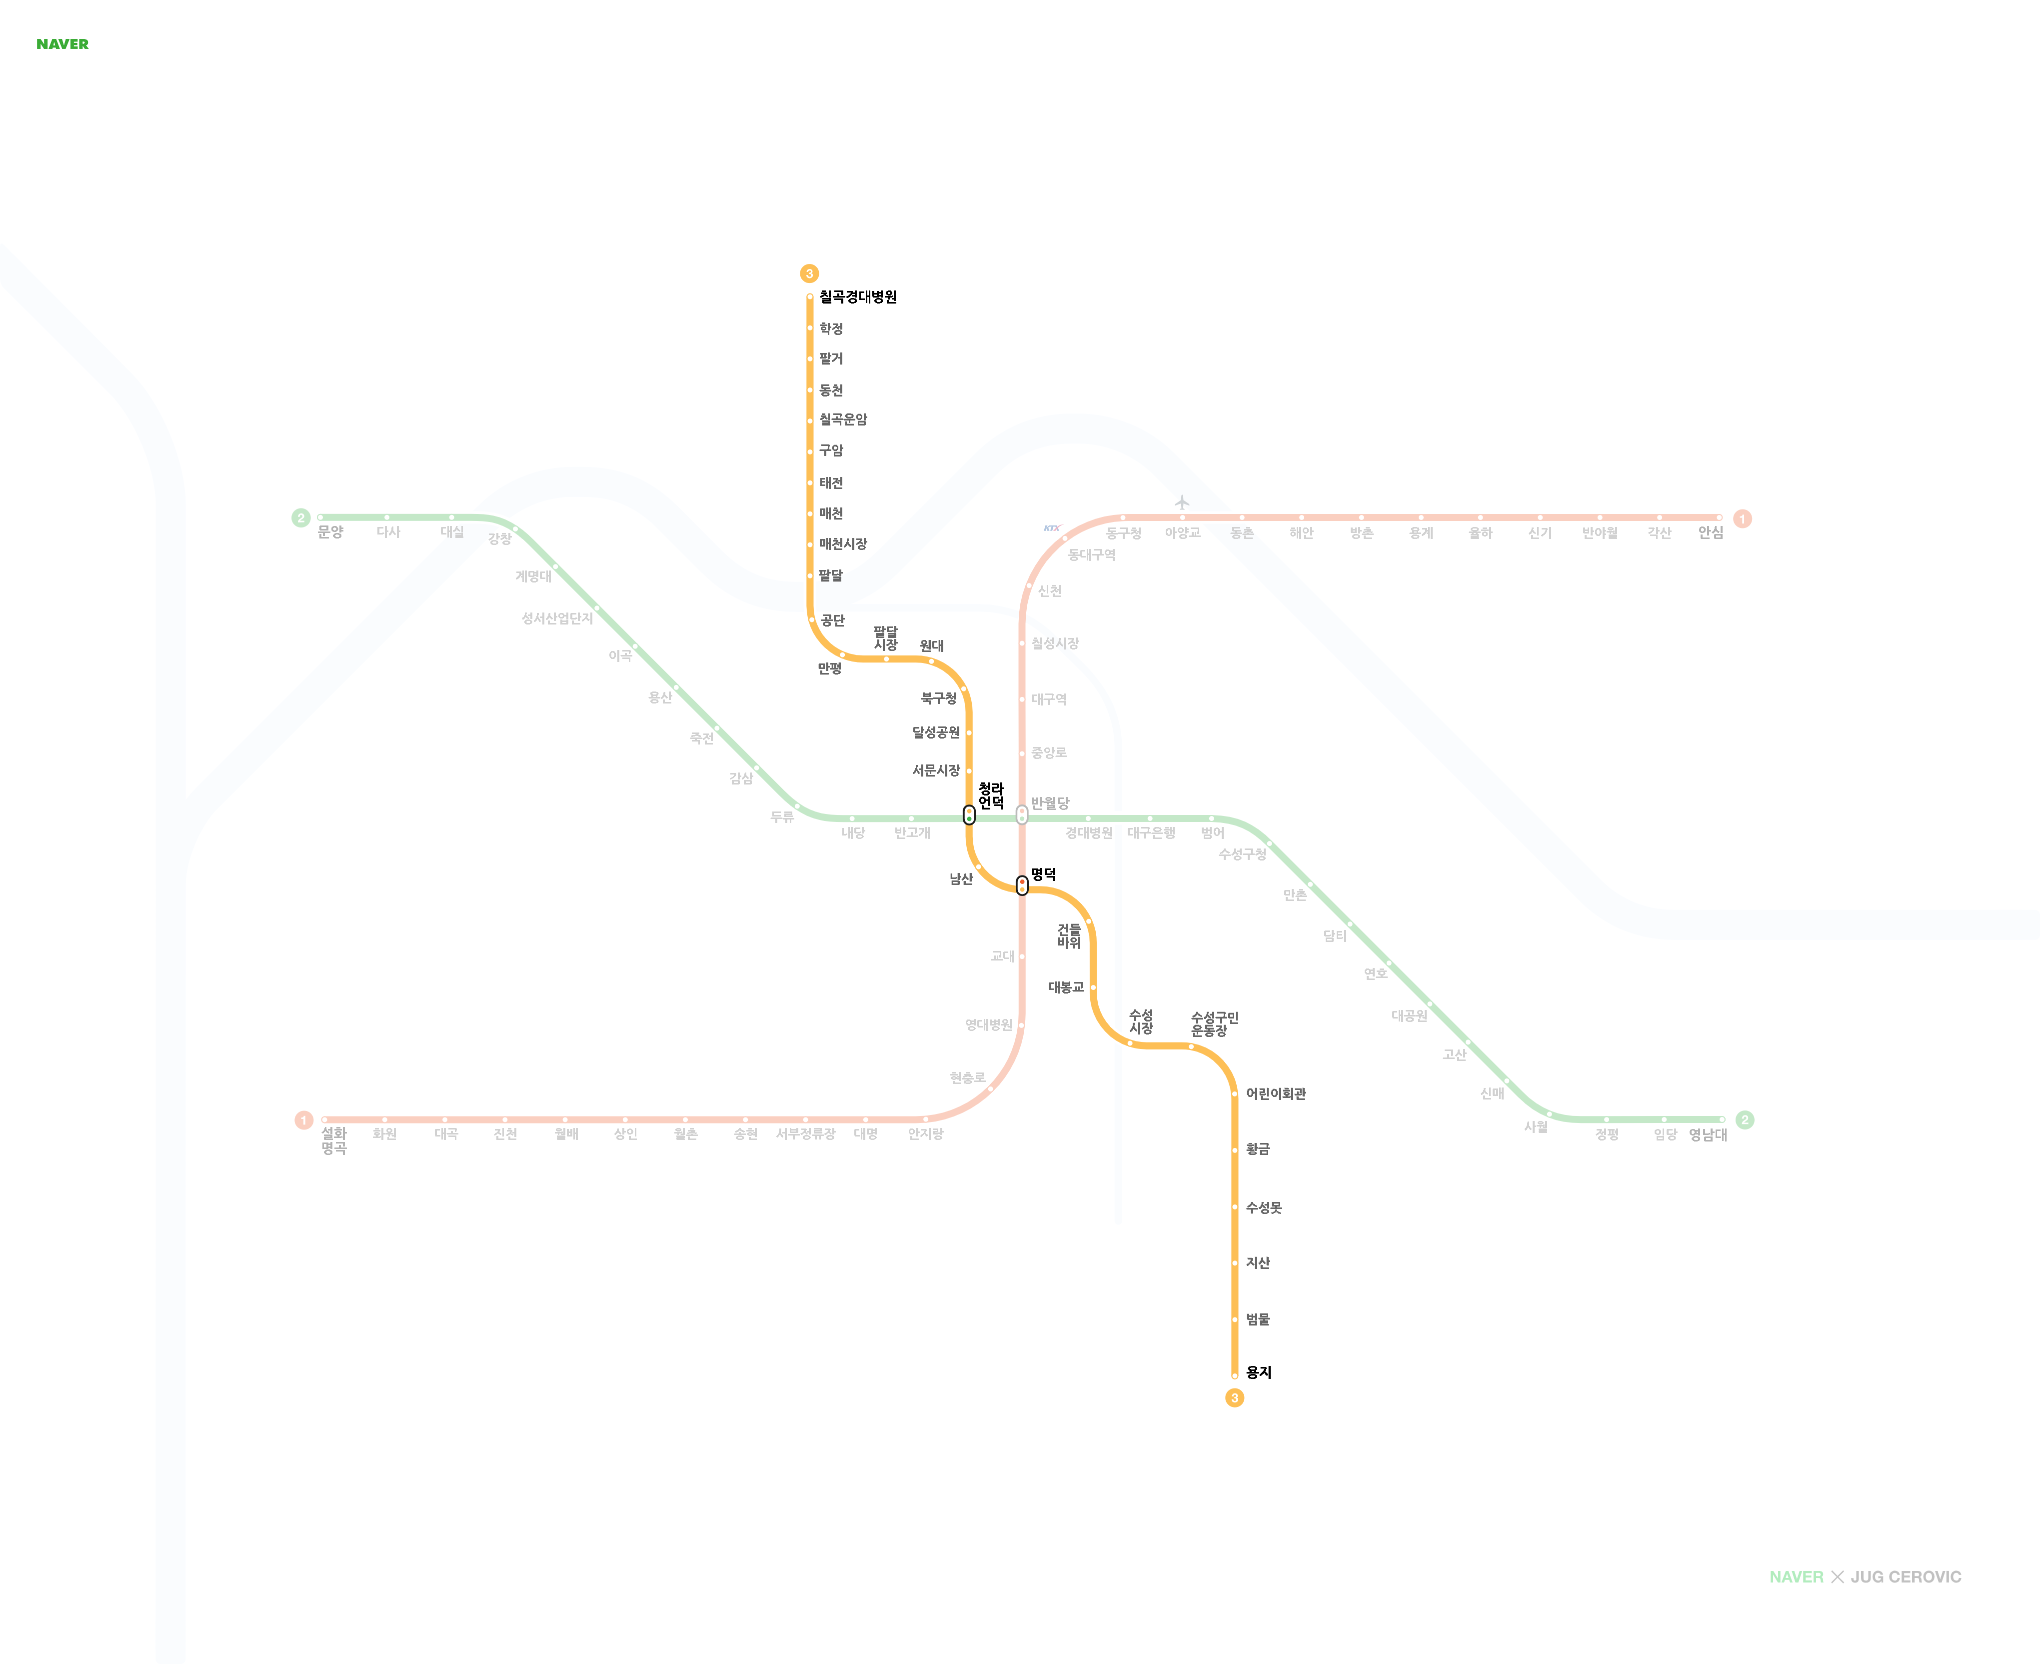 NAVER
3
칠곡경대병원
학정
팔거
동천
칠곡운암
구암
태전
매천
매천시장
팔달
공단
만평
팔달
시장
원대
북구청
달성공원
서문시장
청라
언덕
남산
명덕
건들
바위
대봉교
수성
시장
수성구민
운동장
어린이회관
황금
수성못
지산
범물
용지
3
2
문양
다사
대실
강창
계명대
성서산업단지
이곡
용산
죽전
감삼
두류
내당
반고개
반월당
경대병원
대구은행
범어
수성구청
만촌
담티
연호
대공원
고산
신매
사월
정평
임당
영남대
2
1
안심
각산
반야월
신기
율하
용계
방촌
해안
동촌
아양교
동구청
KTX
동대구역
신천
칠성시장
대구역
중앙로
교대
영대병원
현충로
안지랑
대명
서부정류장
송현
월촌
상인
월배
진천
대곡
화원
설화
명곡
1
NAVER × JUG CEROVIC